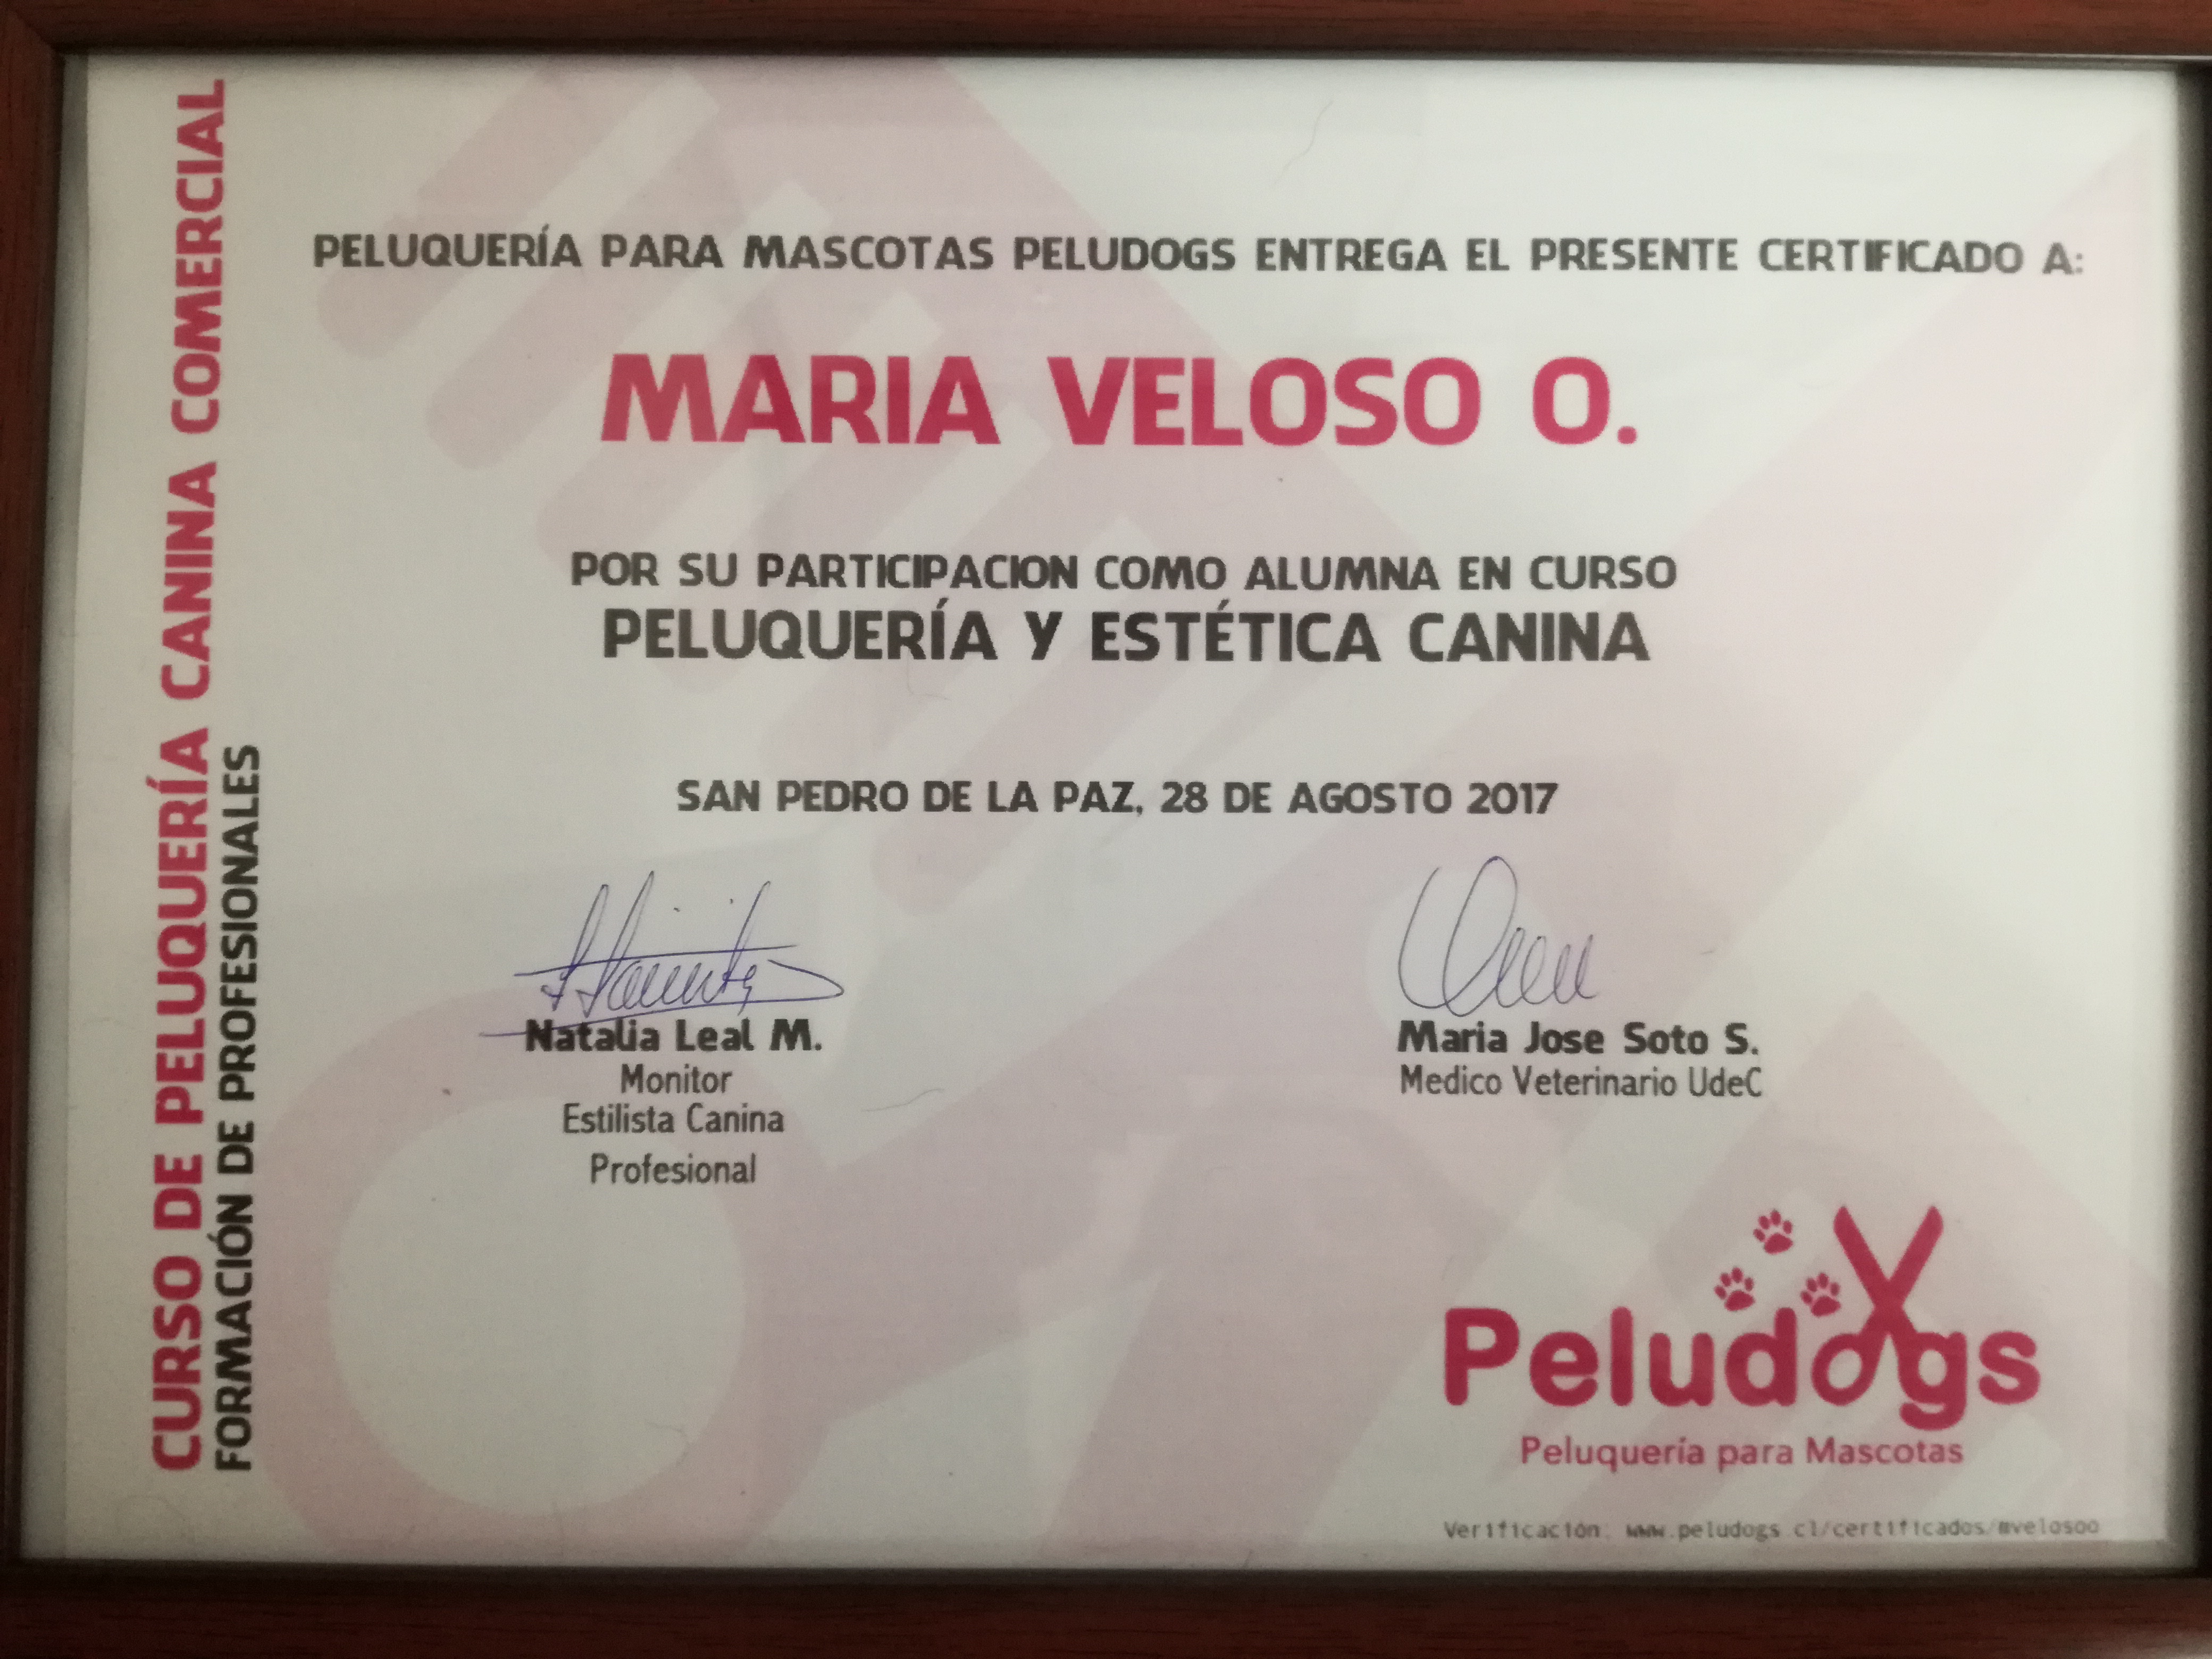 CURSO DE PELUQUERÍA CANINA COMERCIAL
FORMACIÓN DE PROFESIONALES
PELUQUERÍA PARA MASCOTAS PELUDOGS ENTREGA EL PRESENTE CERTIFICADO A:
MARIA VELOSO O.
POR SU PARTICIPACION COMO ALUMNA EN CURSO
PELUQUERÍA Y ESTÉTICA CANINA
SAN PEDRO DE LA PAZ, 28 DE AGOSTO 2017
Natalia Leal M.
Monitor
Estilista Canina
Profesional
Maria Jose Soto S.
Medico Veterinario UdeC
Peludogs
Peluquería para Mascotas
Verificación: www.peludogs.cl/certificados/mvelosoo